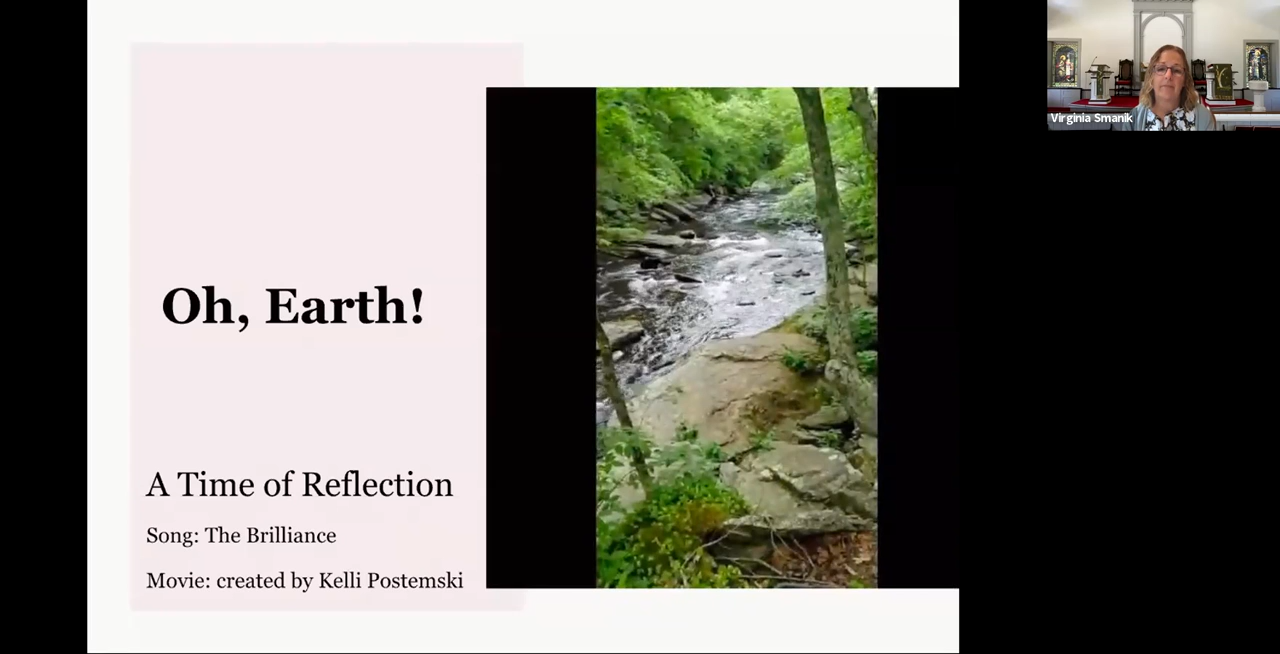 Oh, Earth!
A Time of Reflection
Song: The Brilliance
Movie: created by Kelli Postemski
Virginia Smanik